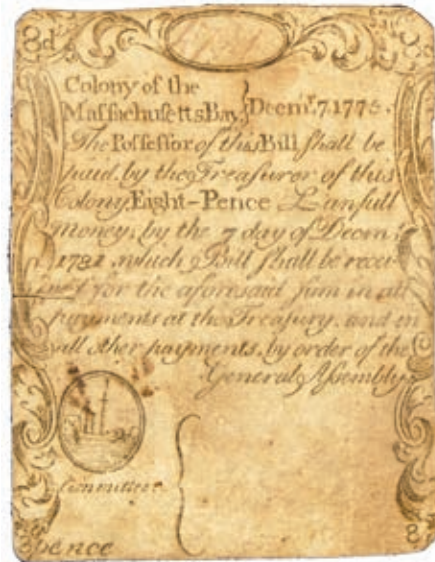 8d
Colony of the
Massachusetts Bay. } Decmr. 7 1775.
The Possessor of this Bill shall be
paid, by the Treasuror of this
Colony, Eight-Pence Lawfull
money, by the 7 day of Decmr.
1781 which Bill shall be recei
ved for the aforesaid sum in all
payments at the Treasury, and in
all other payments, by order of the
General Assembly
Committee
8
pence